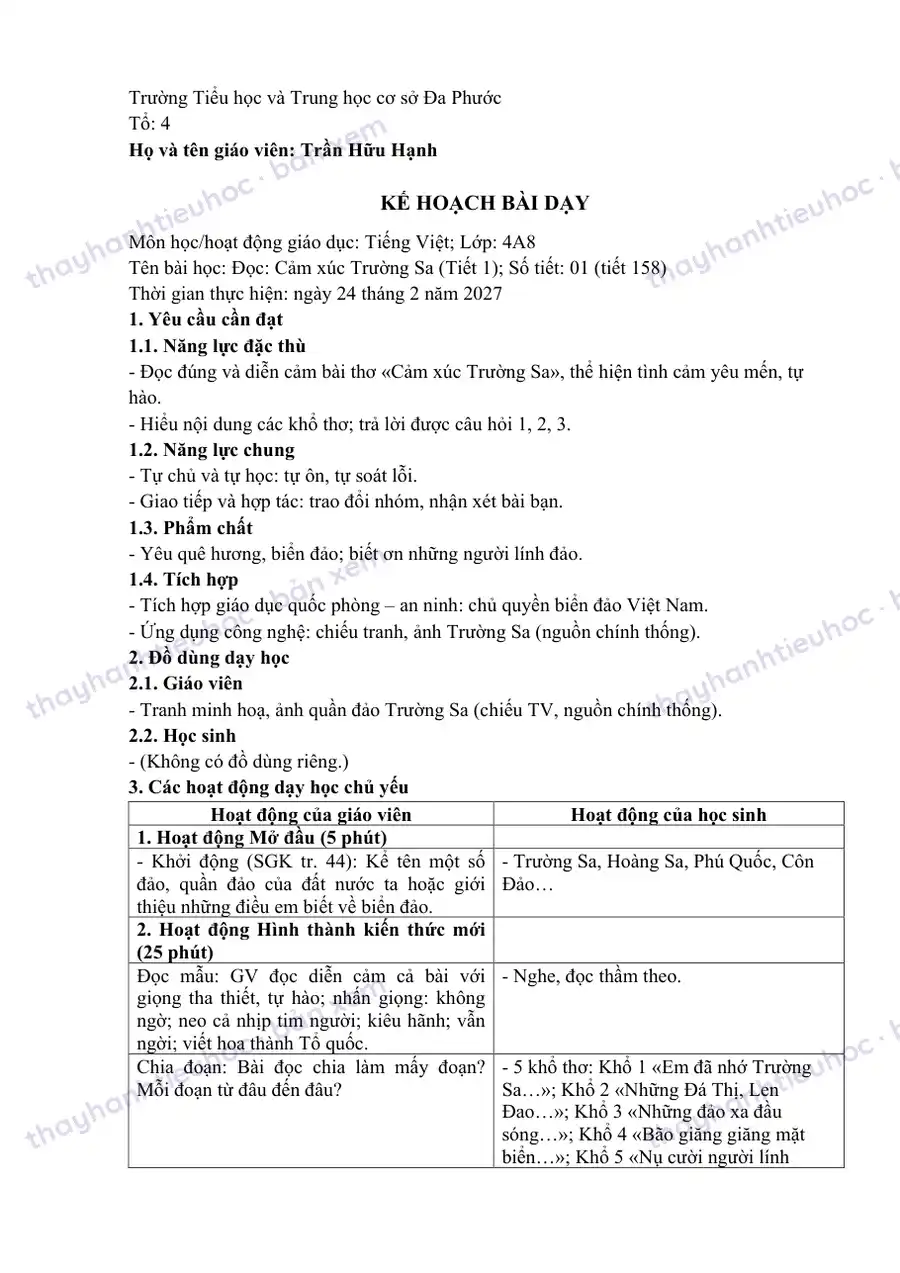 Trường Tiểu học và Trung học cơ sở Đa Phước
Tổ: 4
Họ và tên giáo viên: Trần Hữu Hạnh
KẾ HOẠCH BÀI DẠY
Môn học/hoạt động giáo dục: Tiếng Việt; Lớp: 4A8
Tên bài học: Đọc: Cảm xúc Trường Sa (Tiết 1); Số tiết: 01 (tiết 158)
Thời gian thực hiện: ngày 24 tháng 2 năm 2027
1. Yêu cầu cần đạt
1.1. Năng lực đặc thù
- Đọc đúng và diễn cảm bài thơ «Cảm xúc Trường Sa», thể hiện tình cảm yêu mến, tự
hào.
- Hiểu nội dung các khổ thơ; trả lời được câu hỏi 1, 2, 3.
1.2. Năng lực chung
- Tự chủ và tự học: tự ôn, tự soát lỗi.
- Giao tiếp và hợp tác: trao đổi nhóm, nhận xét bài bạn.
1.3. Phẩm chất
- Yêu quê hương, biển đảo; biết ơn những người lính đảo.
1.4. Tích hợp
- Tích hợp giáo dục quốc phòng – an ninh: chủ quyền biển đảo Việt Nam.
- Ứng dụng công nghệ: chiếu tranh, ảnh Trường Sa (nguồn chính thống).
2. Đồ dùng dạy học
2.1. Giáo viên
- Tranh minh hoạ, ảnh quần đảo Trường Sa (chiếu TV, nguồn chính thống).
2.2. Học sinh
- (Không có đồ dùng riêng.)
3. Các hoạt động dạy học chủ yếu
Hoạt động của giáo viên
Hoạt động của học sinh
1. Hoạt động Mở đầu (5 phút)
- Khởi động (SGK tr. 44): Kể tên một số
đảo, quần đảo của đất nước ta hoặc giới
thiệu những điều em biết về biển đảo.
- Trường Sa, Hoàng Sa, Phú Quốc, Côn
Đảo…
2. Hoạt động Hình thành kiến thức mới
(25 phút)
Đọc mẫu: GV đọc diễn cảm cả bài với
giọng tha thiết, tự hào; nhấn giọng: không
ngờ; neo cả nhịp tim người; kiêu hãnh; vẫn
ngời; viết hoa thành Tổ quốc.
- Nghe, đọc thầm theo.
Chia đoạn: Bài đọc chia làm mấy đoạn?
Mỗi đoạn từ đâu đến đâu?
- 5 khổ thơ: Khổ 1 «Em đã nhớ Trường
Sa…»; Khổ 2 «Những Đá Thị, Len
Đao…»; Khổ 3 «Những đảo xa đầu
sóng…»; Khổ 4 «Bão giăng giăng mặt
biển…»; Khổ 5 «Nụ cười người lính
thayhanhtieuhoc · bản xem
thayhanhtieuhoc · b
thayhanhtieuhoc · bản xem
thayhanhtieuhoc · b
thayhanhtieuhoc · bản xem
thayhanhtieuhoc · b